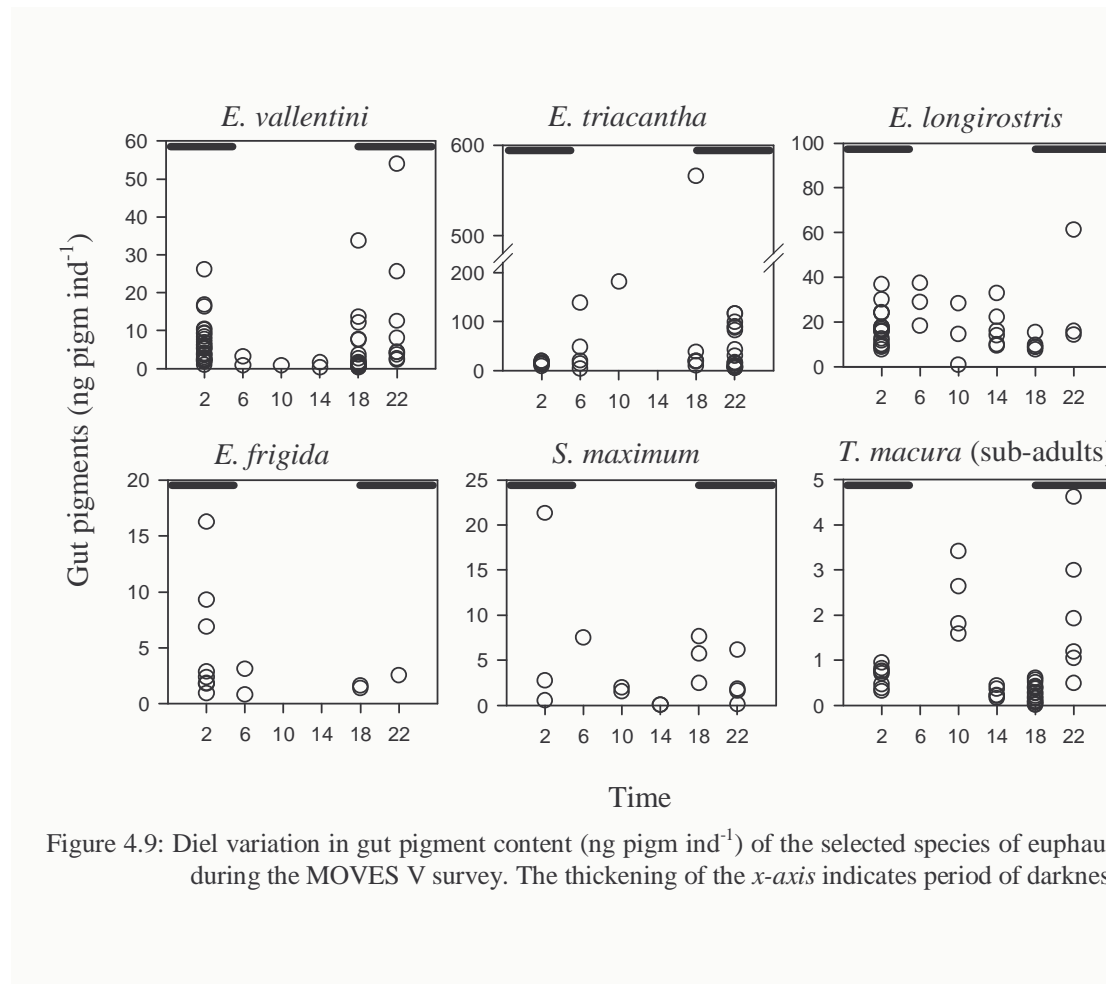 E. vallentini
E. triacantha
E. longirostris
60
50
40
30
20
10
0
2 6 10 14 18 22
600
500
200
100
0
2 6 10 14 18 22
100
80
60
40
20
0
2 6 10 14 18 22
Gut pigments (ng pigm ind-1)
E. frigida
S. maximum
T. macura (sub-adults)
20
15
10
5
0
2 6 10 14 18 22
25
20
15
10
5
0
2 6 10 14 18 22
5
4
3
2
1
0
2 6 10 14 18 22
Time
Figure 4.9: Diel variation in gut pigment content (ng pigm ind-1) of the selected species of euphau
during the MOVES V survey. The thickening of the x-axis indicates period of darknes